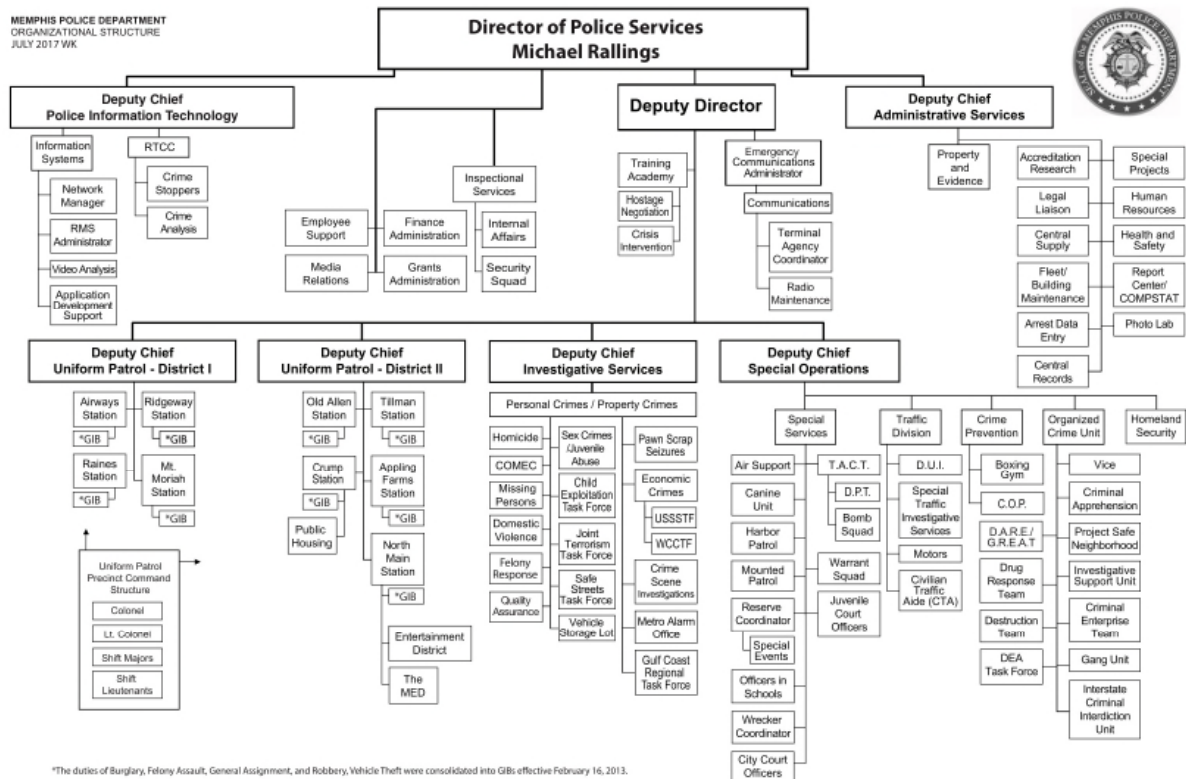 MEMPHIS POLICE DEPARTMENT
ORGANIZATIONAL STRUCTURE
JULY 2017 WK
Director of Police Services
Michael Rallings
SEAL of the MEMPHIS POLICE DEPARTMENT
Deputy Chief
Police Information Technology
Information
Systems
Network
Manager
RMS
Administrator
Video Analysis
Application
Development
Support
RTCC
Crime
Stoppers
Crime
Analysis
Employee
Support
Media
Relations
Finance
Administration
Grants
Administration
Inspectional
Services
Internal
Affairs
Security
Squad
Deputy Director
Training
Academy
Hostage
Negotiation
Crisis
Intervention
Emergency
Communications
Administrator
Communications
Terminal
Agency
Coordinator
Radio
Maintenance
Deputy Chief
Administrative Services
Property
and
Evidence
Accreditation
Research
Legal
Liaison
Central
Supply
Fleet/
Building
Maintenance
Arrest Data
Entry
Central
Records
Special
Projects
Human
Resources
Health and
Safety
Report
Center/
COMPSTAT
Photo Lab
Deputy Chief
Uniform Patrol - District I
Airways
Station
*GIB
Raines
Station
*GIB
Ridgeway
Station
*GIB
Mt.
Moriah
Station
*GIB
Uniform Patrol
Precinct Command
Structure
Colonel
Lt. Colonel
Shift Majors
Shift
Lieutenants
Deputy Chief
Uniform Patrol - District II
Old Allen
Station
*GIB
Crump
Station
*GIB
Public
Housing
Tillman
Station
*GIB
Appling
Farms
Station
*GIB
North
Main
Station
*GIB
Entertainment
District
The
MED
Deputy Chief
Investigative Services
Personal Crimes / Property Crimes
Homicide
COMEC
Missing
Persons
Domestic
Violence
Felony
Response
Quality
Assurance
Sex Crimes
/Juvenile
Abuse
Child
Exploitation
Task Force
Joint
Terrorism
Task Force
Safe
Streets
Task Force
Vehicle
Storage Lot
Pawn Scrap
Seizures
Economic
Crimes
USSSTF
WCCTF
Crime
Scene
Investigations
Metro Alarm
Office
Gulf Coast
Regional
Task Force
Deputy Chief
Special Operations
Special
Services
Air Support
Canine
Unit
Harbor
Patrol
Mounted
Patrol
Reserve
Coordinator
Special
Events
Officers in
Schools
Wrecker
Coordinator
City Court
Officers
T.A.C.T.
D.P.T.
Bomb
Squad
Warrant
Squad
Juvenile
Court
Officers
Traffic
Division
D.U.I.
Special
Traffic
Investigative
Services
Motors
Civilian
Traffic
Aide (CTA)
Crime
Prevention
Boxing
Gym
C.O.P.
D.A.R.E./
G.R.E.A.T
Drug
Response
Team
Destruction
Team
DEA
Task Force
Organized
Crime Unit
Vice
Criminal
Apprehension
Project Safe
Neighborhood
Investigative
Support Unit
Criminal
Enterprise
Team
Gang Unit
Interstate
Criminal
Interdiction
Unit
Homeland
Security
*The duties of Burglary, Felony Assault, General Assignment, and Robbery, Vehicle Theft were consolidated into GIBs effective February 16, 2013.